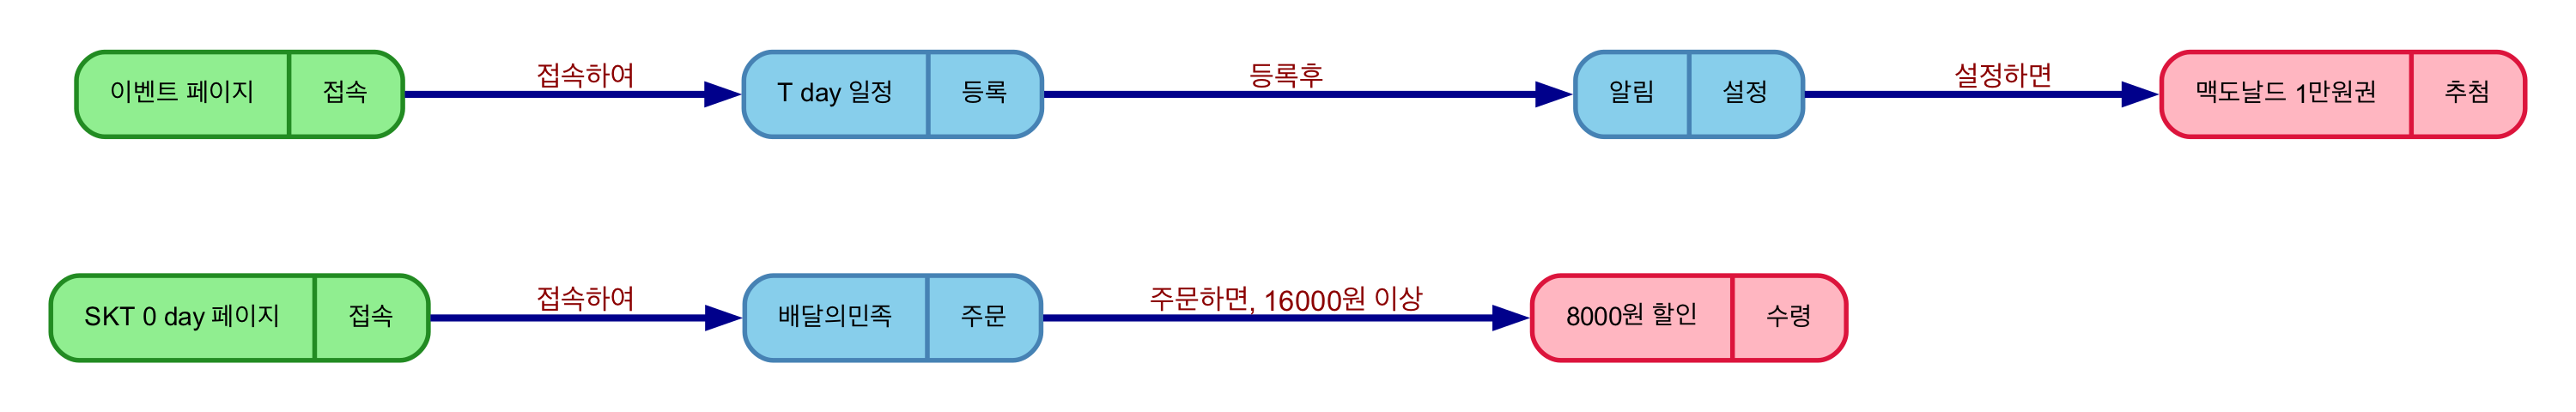 이벤트 페이지 접속 접속하여 T day 일정 등록 등록후 알림 설정 설정하면 맥도날드 1만원권 추첨
SKT 0 day 페이지 접속 접속하여 배달의민족 주문 주문하면, 16000원 이상 8000원 할인 수령